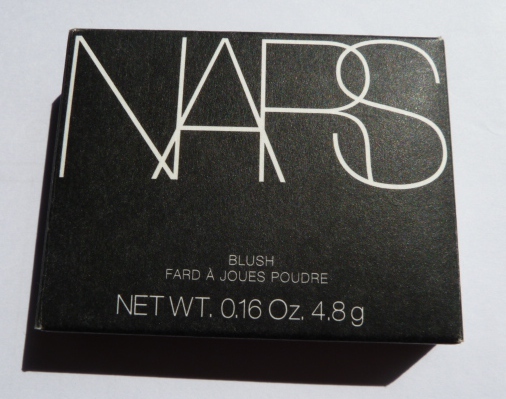 NARS
BLUSH
FARD À JOUES POUDRE
NET WT. 0.16 Oz. 4.8 g